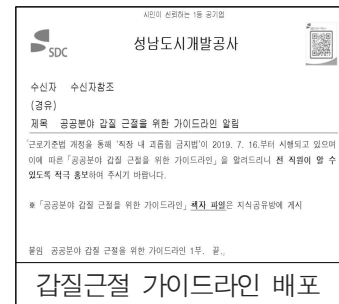 시민이 신뢰하는 1등 공기업
SDC
성남도시개발공사
수신자 수신자참조
(경유)
제목 공공분야 갑질 근절을 위한 가이드라인 알림
「근로기준법 개정을 통해 '직장 내 괴롭힘 금지법'이 2019. 7. 16.부터 시행되고 있으며
이에 따른 「공공분야 갑질 근절을 위한 가이드라인」을 알려드리니 전 직원이 알 수
있도록 적극 홍보하여 주시기 바랍니다.
※「공공분야 갑질 근절을 위한 가이드라인」 책자 파일은 지식공유방에 게시
붙임 공공분야 갑질 근절을 위한 가이드라인 1부. 끝.
갑질근절 가이드라인 배포